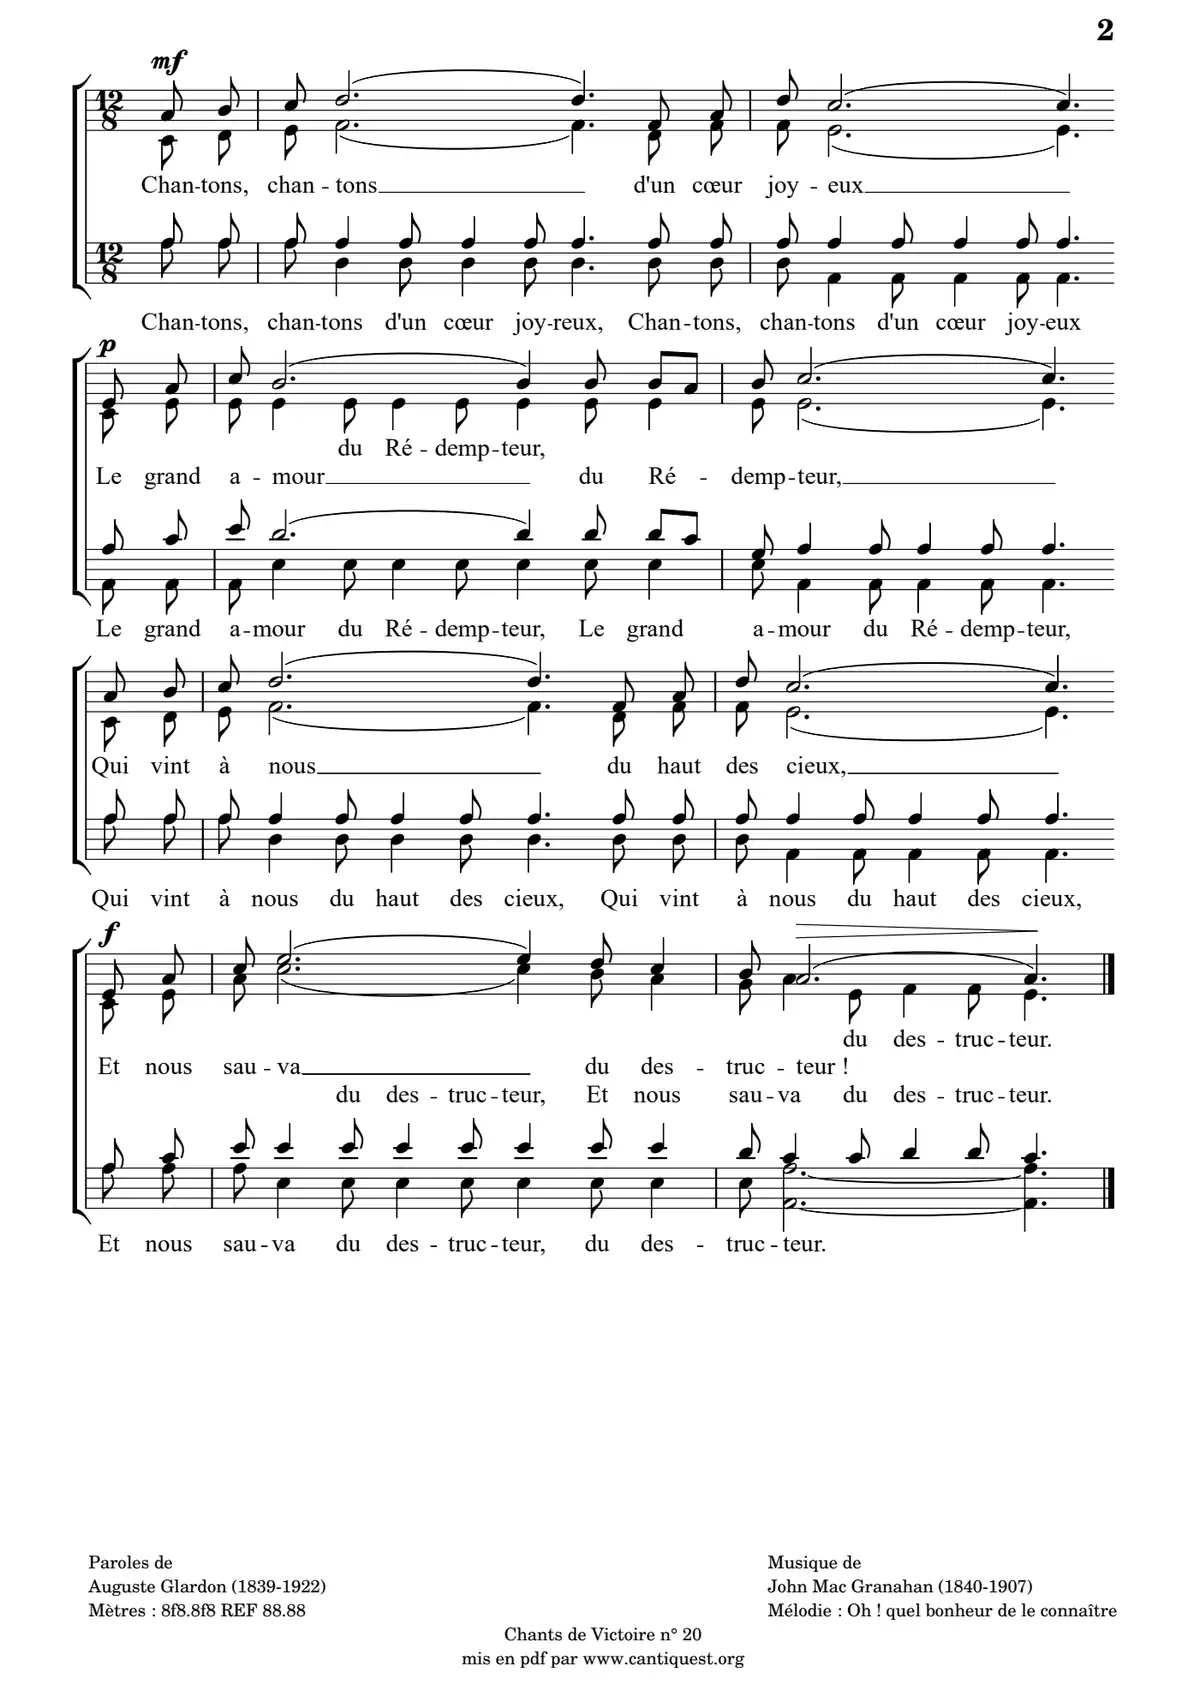 2
mf
12
8
Chan-tons, chan - tons d'un cœur joy - eux
12
8
Chan-tons, chan-tons d'un cœur joy-reux, Chan-tons, chan-tons d'un cœur joy-eux
p
du Ré - demp-teur,
Le grand a - mour du Ré - demp-teur,
Le grand a-mour du Ré - demp-teur, Le grand a-mour du Ré - demp-teur,
Qui vint à nous du haut des cieux,
Qui vint à nous du haut des cieux, Qui vint à nous du haut des cieux,
f
du des - truc-teur.
Et nous sau-va du des - truc - teur !
du des - truc-teur, Et nous sau-va du des - truc-teur.
Et nous sau-va du des - truc-teur, du des - truc-teur.
Paroles de
Auguste Glardon (1839-1922)
Mètres : 8f8.8f8 REF 88.88
Musique de
John Mac Granahan (1840-1907)
Mélodie : Oh ! quel bonheur de le connaître
Chants de Victoire n° 20
mis en pdf par www.cantiquest.org